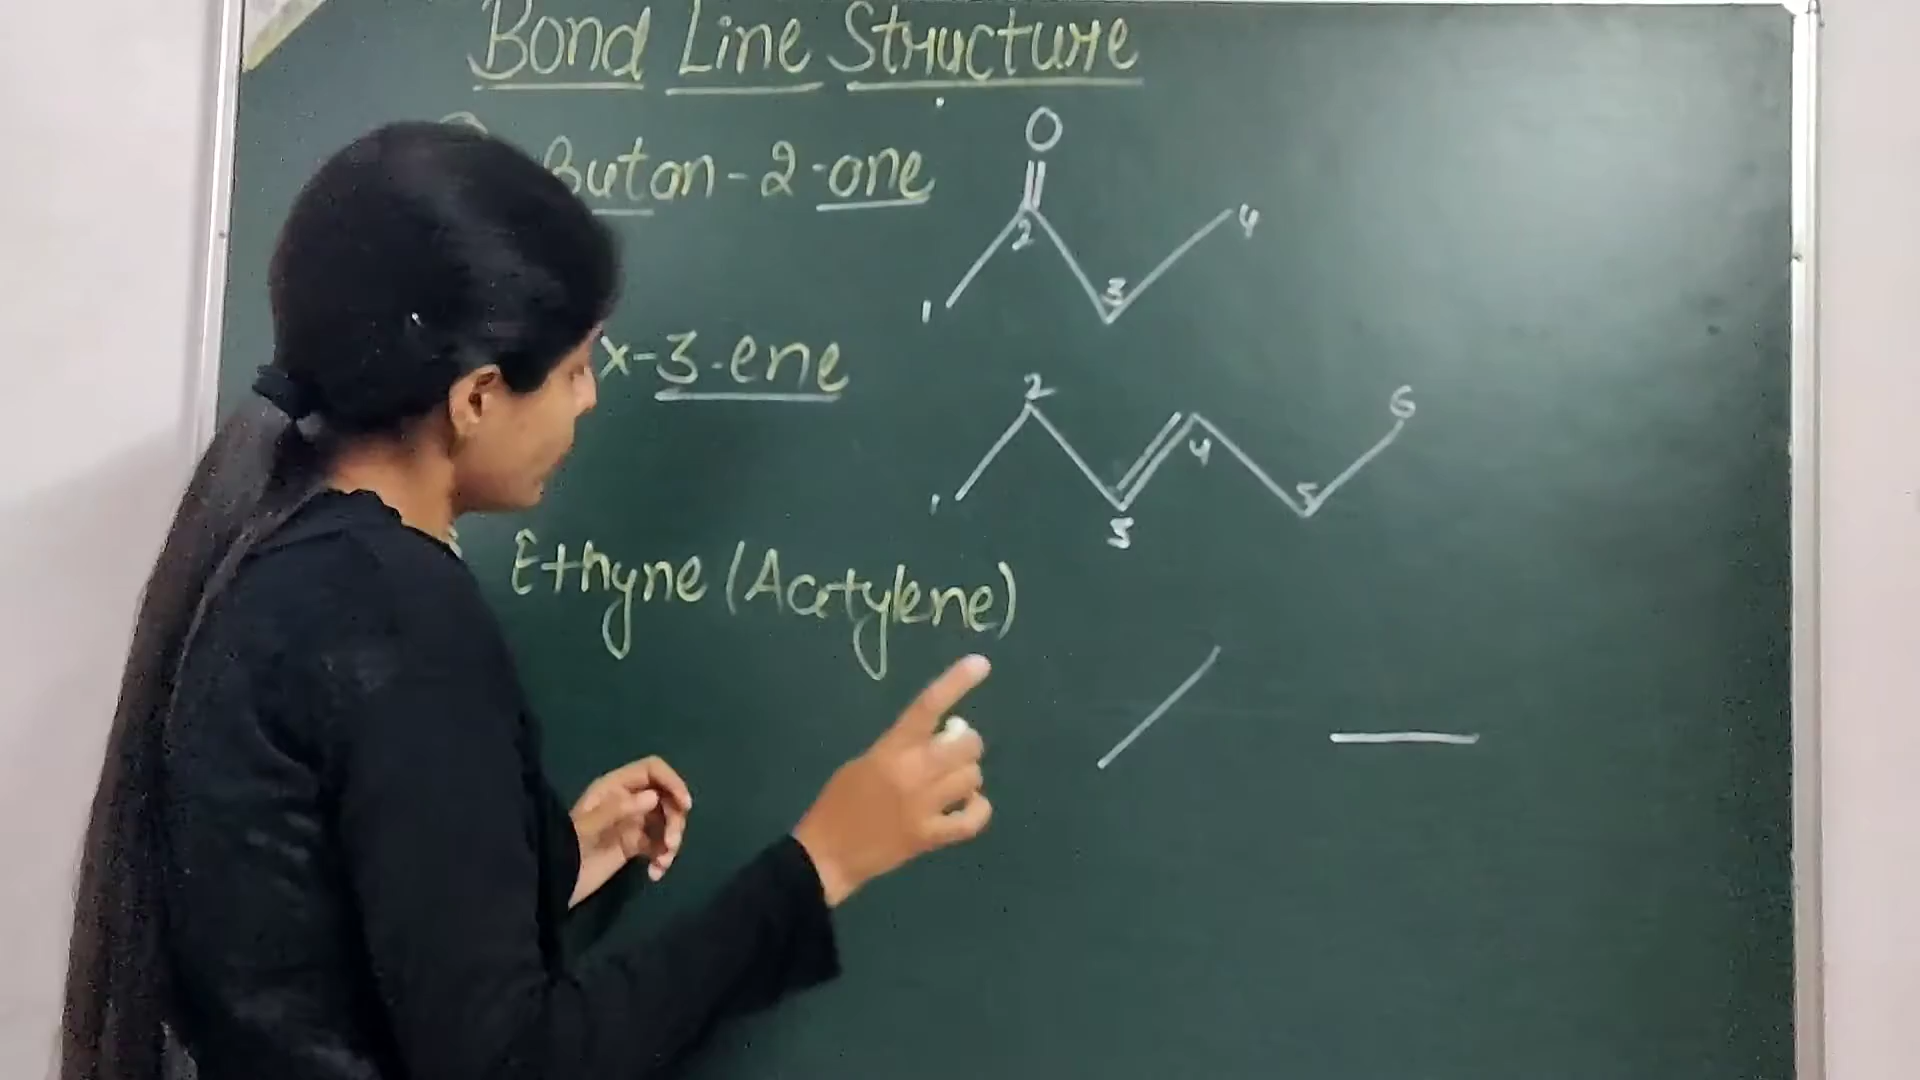 Bond Line Structure
Butan-2-one
O
1 2 3 4
x-3-ene
1 2 3 4 5 6
Ethyne (Acetylene)